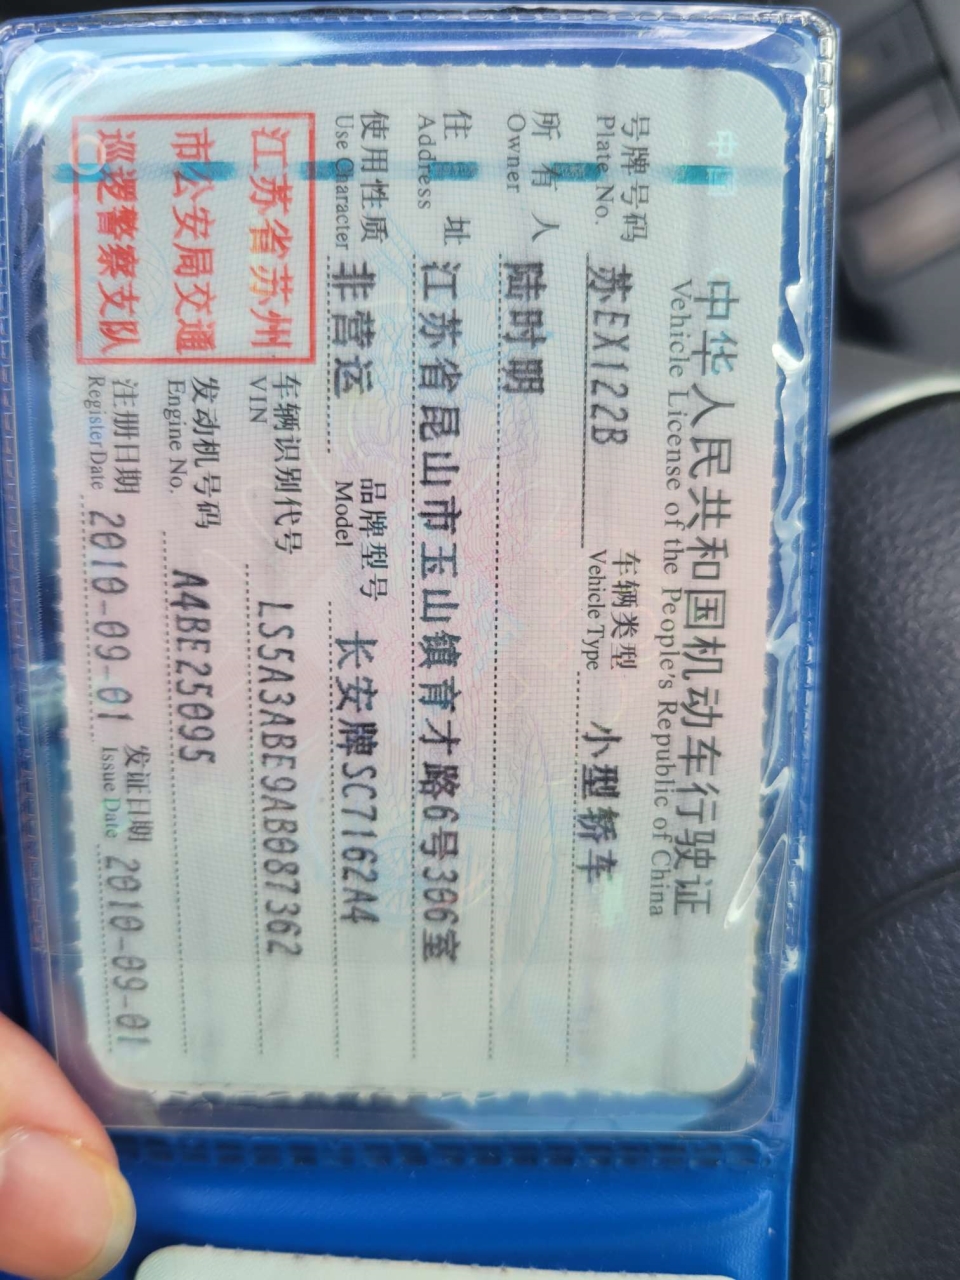 中华人民共和国机动车行驶证
Vehicle License of the People's Republic of China
号牌号码 苏EX122B 车辆类型 小型轿车
Plate No. Vehicle Type
所有人 陆时明
Owner
住址 江苏省昆山市玉山镇育才路6号306室
Address
使用性质 非营运 品牌型号 长安牌SC7162A4
Use Character Model
江苏省苏州
市公安局交通
巡逻警察支队
车辆识别代号 LS5A3ABE9AB087362
VIN
发动机号码 A4BE25095
Engine No.
注册日期 2010-09-01 发证日期 2010-09-01
Register Date Issue Date